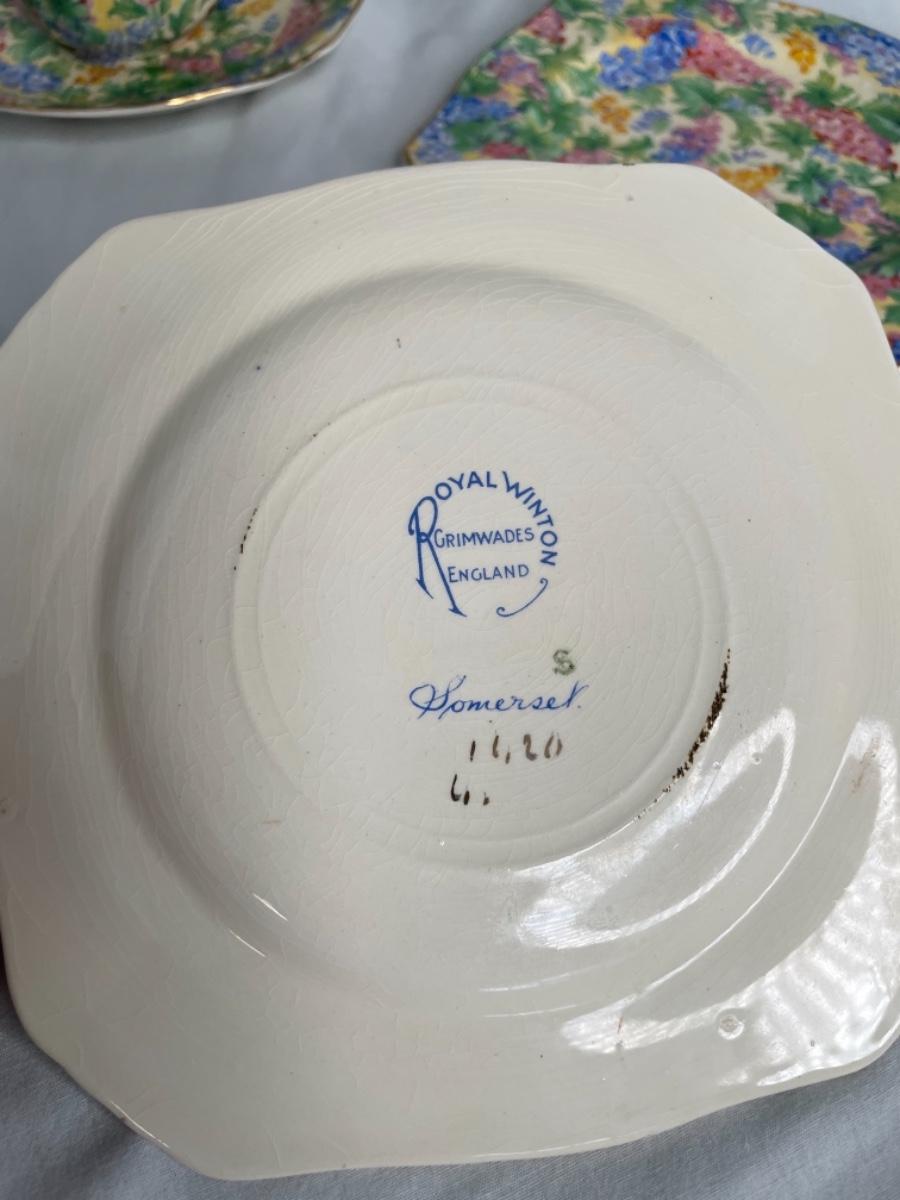 ROYAL WINTON
GRIMWADES
ENGLAND
S
Somerset.